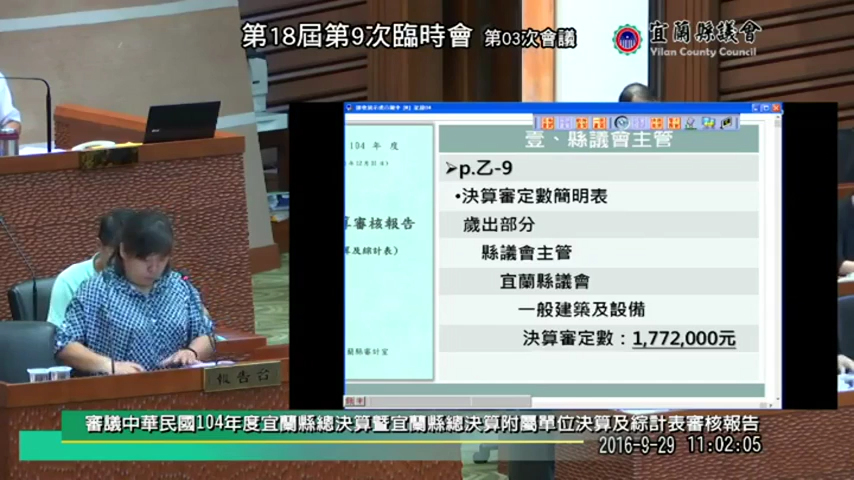 第18屆第9次臨時會 第03次會議
宜蘭縣議會
Yilan County Council
104 年 度
審核報告
壹、縣議會主管
➢p.乙-9
•決算審定數簡明表
歲出部分
縣議會主管
宜蘭縣議會
一般建築及設備
決算審定數：1,772,000元
蘭縣審計室
報告台
審議中華民國104年度宜蘭縣總決算暨宜蘭縣總決算附屬單位決算及綜計表審核報告
2016-9-29 11:02:05